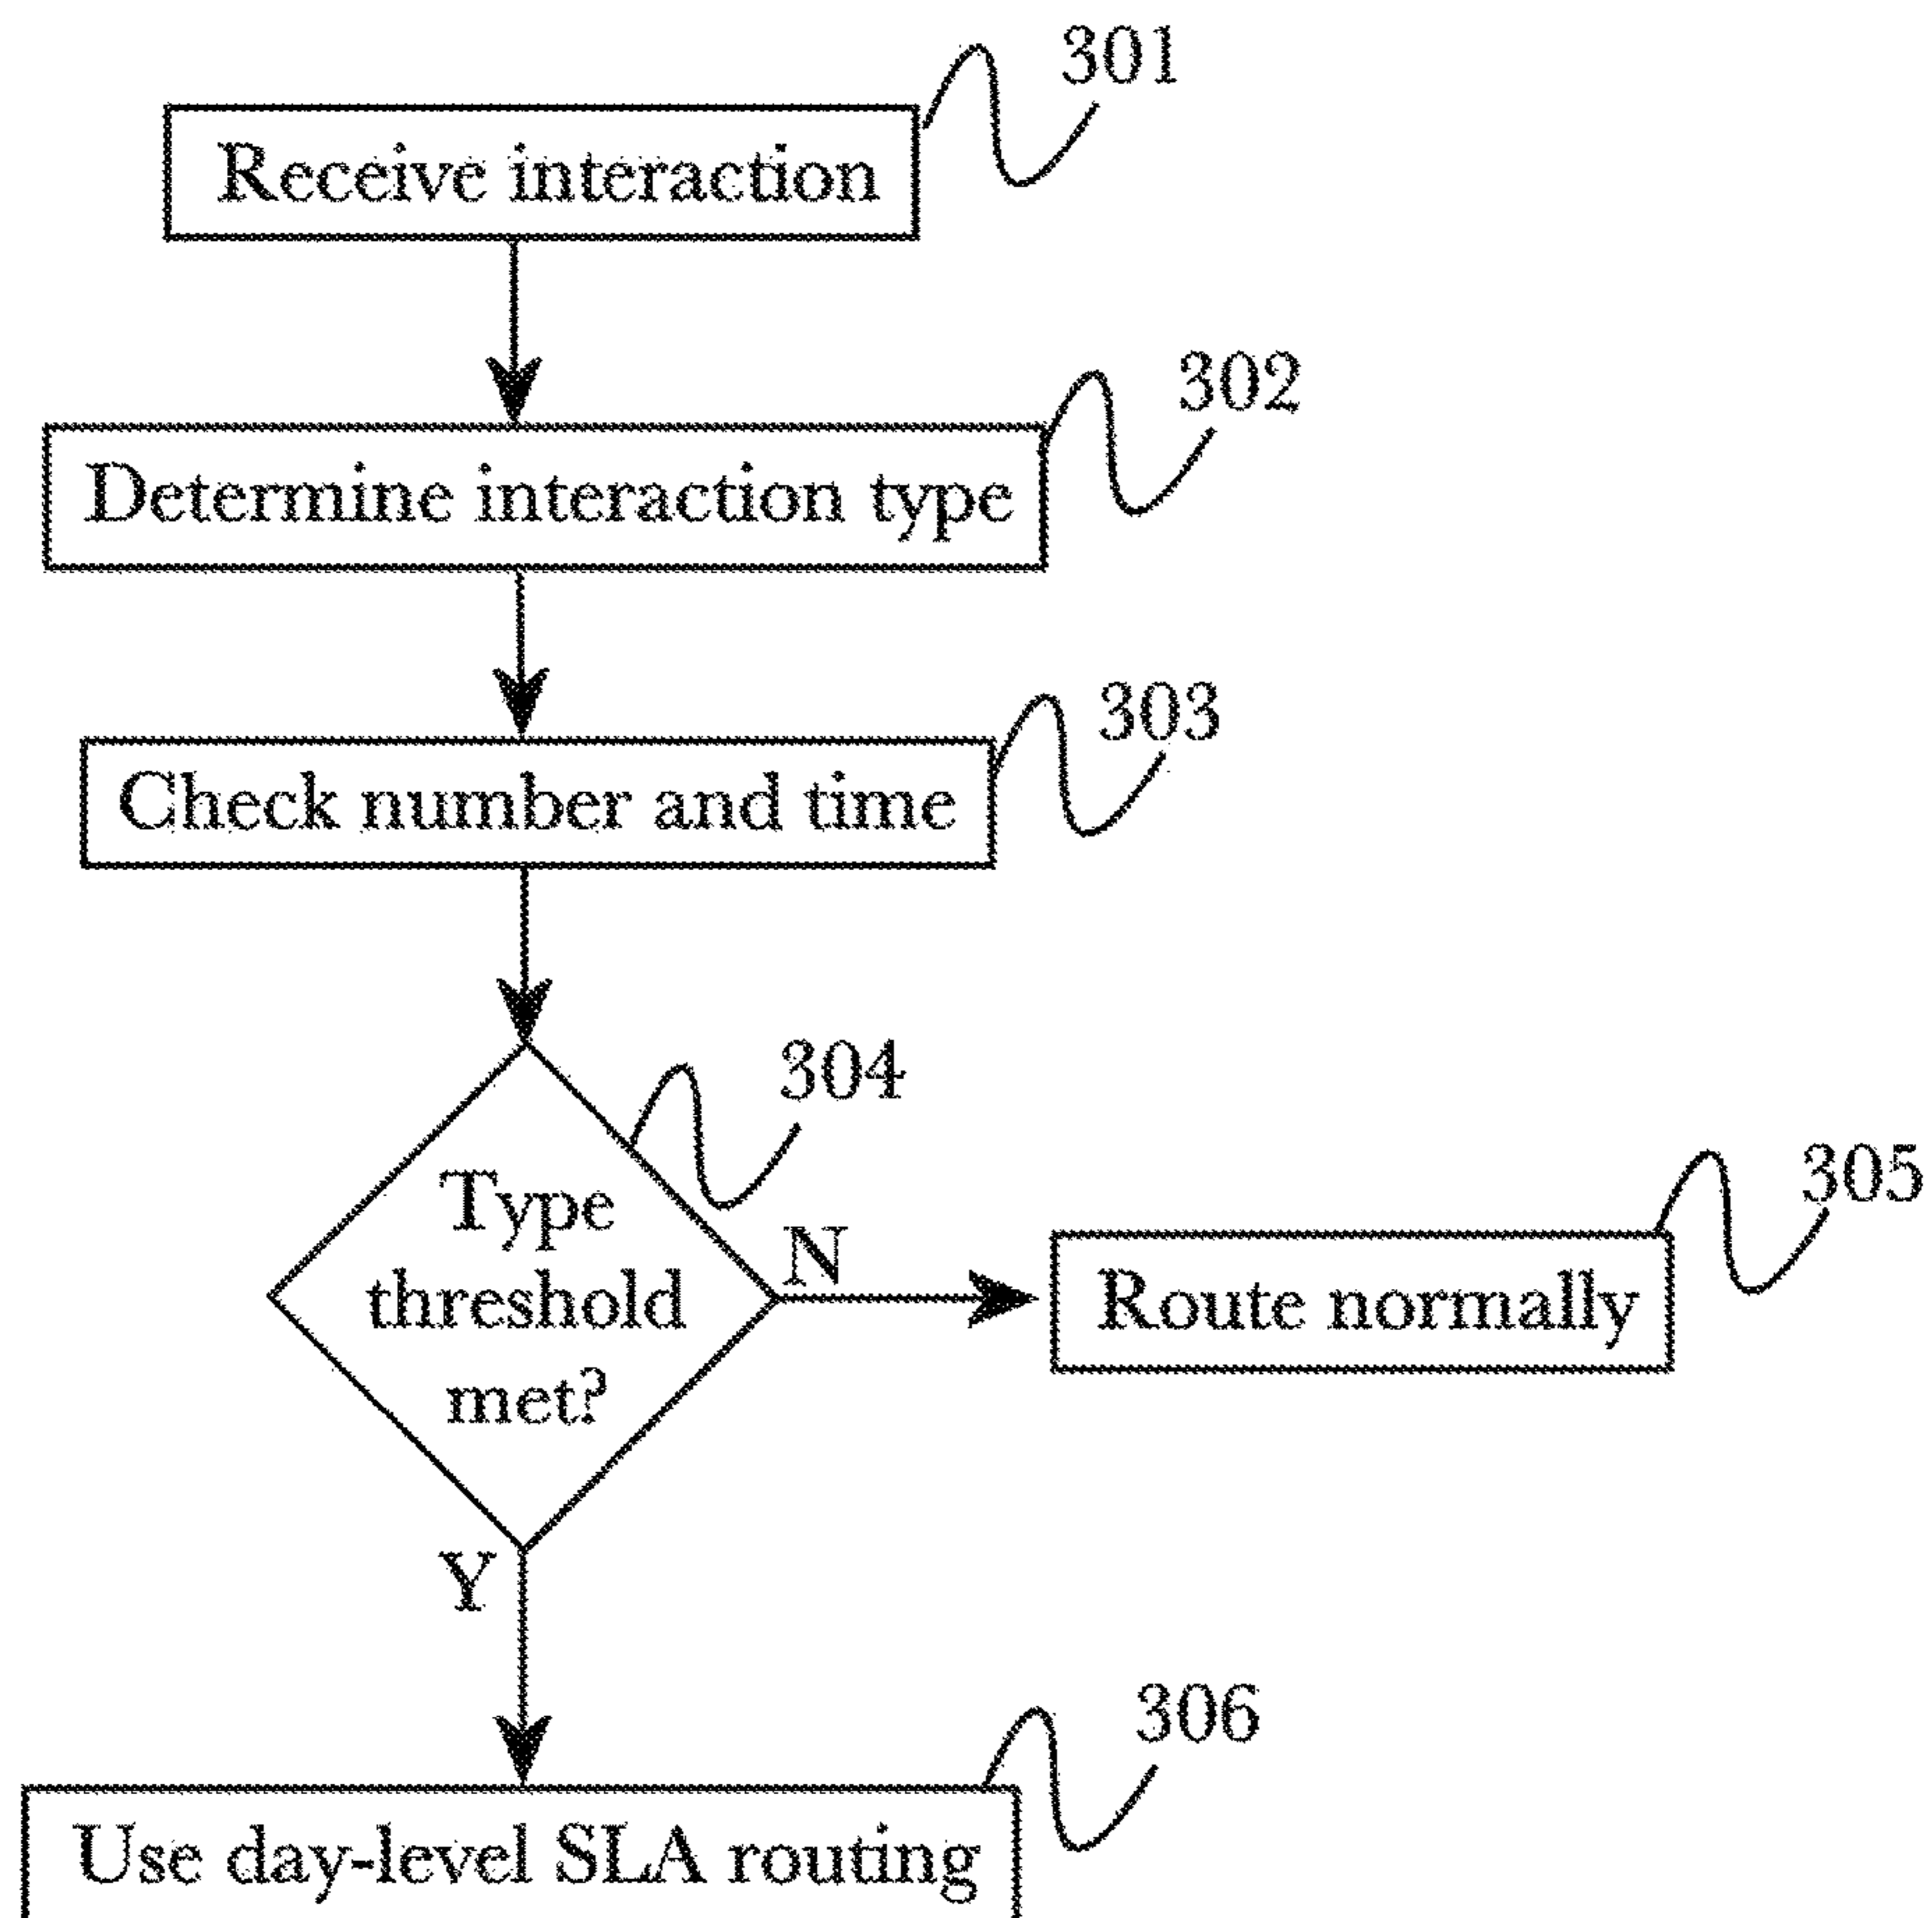 301
Receive interaction
302
Determine interaction type
303
Check number and time
304
Type
threshold
met?
N
305
Route normally
Y
306
Use day-level SLA routing